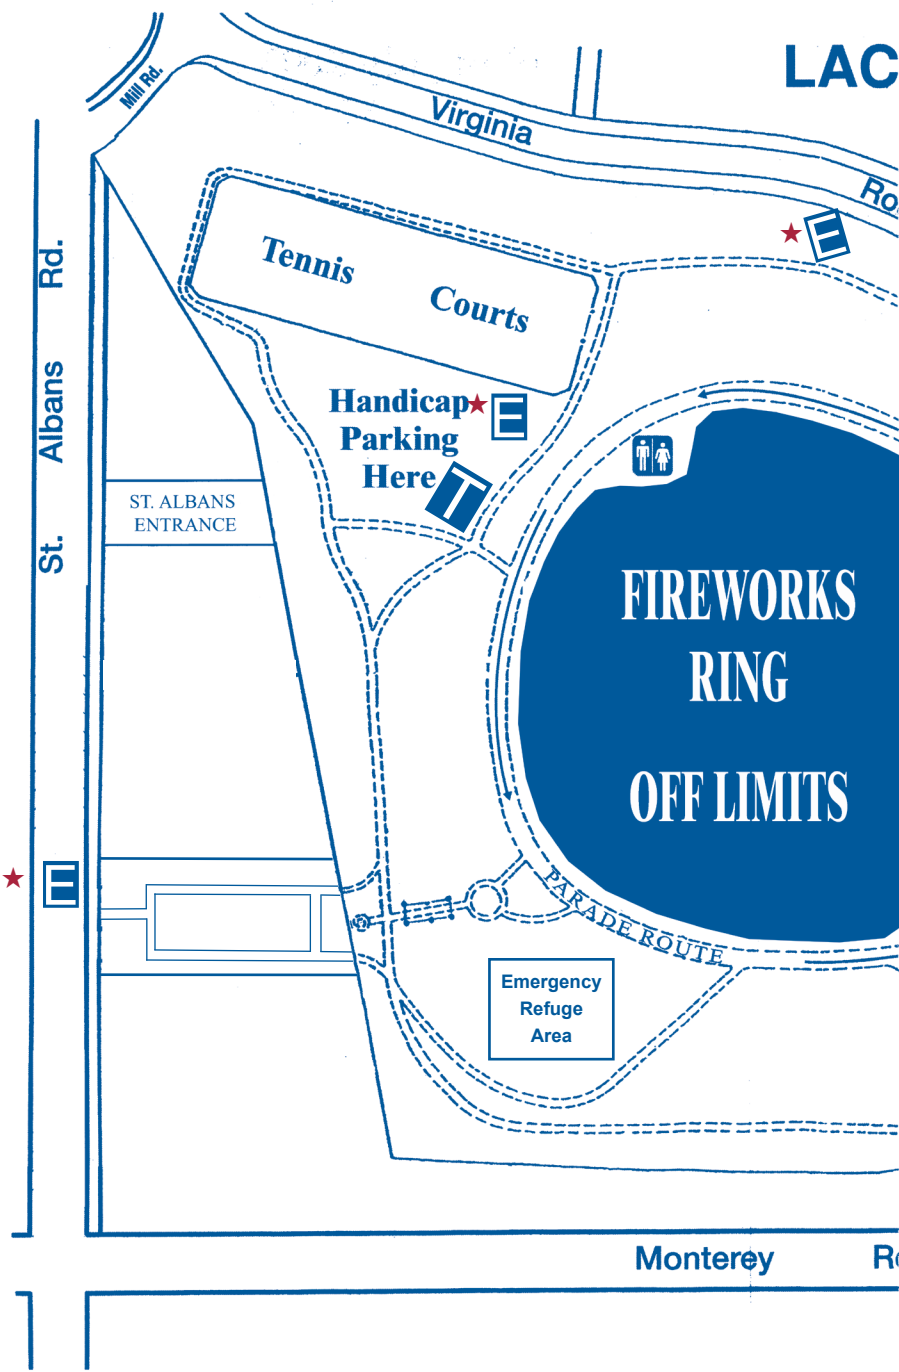 LAC
Mill Rd.
Virginia
Ro
Tennis
Courts
E
St. Albans Rd.
Handicap
Parking
Here
E
T
ST. ALBANS
ENTRANCE
FIREWORKS
RING
OFF LIMITS
E
PARADE ROUTE
Emergency
Refuge
Area
Monterey R